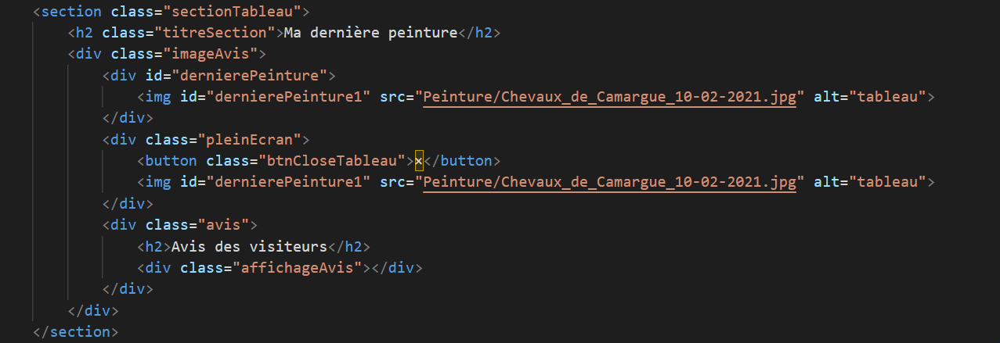 <section class="sectionTableau">
<h2 class="titreSection">Ma dernière peinture</h2>
<div class="imageAvis">
<div id="dernierePeinture">
<img id="dernierePeinture1" src="Peinture/Chevaux_de_Camargue_10-02-2021.jpg" alt="tableau">
</div>
<div class="pleinEcran">
<button class="btnCloseTableau">×</button>
<img id="dernierePeinture1" src="Peinture/Chevaux_de_Camargue_10-02-2021.jpg" alt="tableau">
</div>
<div class="avis">
<h2>Avis des visiteurs</h2>
<div class="affichageAvis"></div>
</div>
</div>
</section>